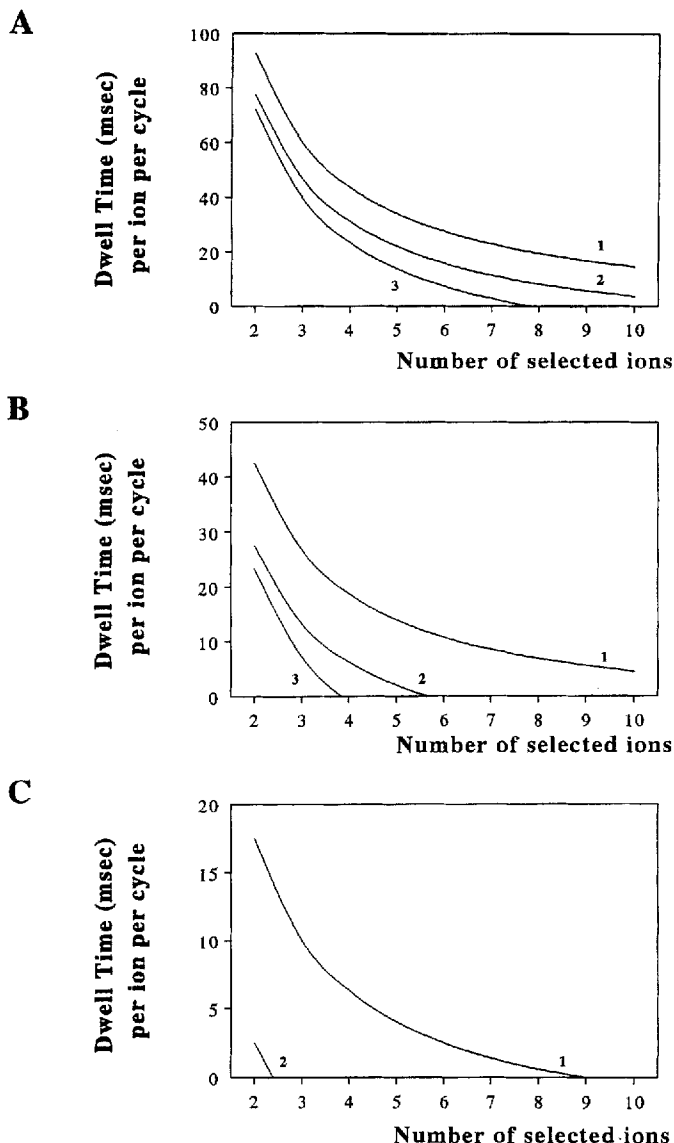 A
Dwell Time (msec)
per ion per cycle
100
80
60
40
20
0
1
2
3
2 3 4 5 6 7 8 9 10
Number of selected ions
B
Dwell Time (msec)
per ion per cycle
50
40
30
20
10
0
1
3
2
2 3 4 5 6 7 8 9 10
Number of selected ions
C
Dwell Time (msec)
per ion per cycle
20
15
10
5
0
2
1
2 3 4 5 6 7 8 9 10
Number of selected ions